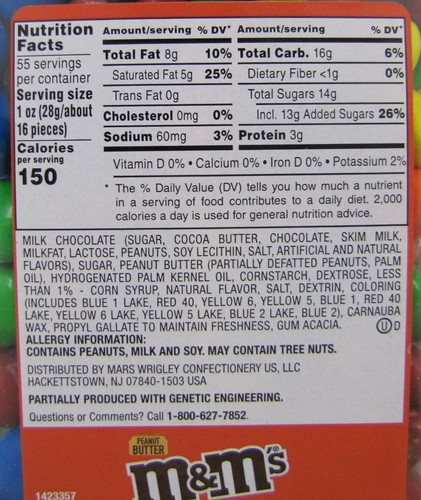 Nutrition Facts
55 servings
per container
Serving size
1 oz (28g/about
16 pieces)
Calories
per serving
150
Amount/serving % DV*
Total Fat 8g 10%
Saturated Fat 5g 25%
Trans Fat 0g
Cholesterol 0mg 0%
Sodium 60mg 3%
Amount/serving % DV*
Total Carb. 16g 6%
Dietary Fiber <1g 0%
Total Sugars 14g
Incl. 13g Added Sugars 26%
Protein 3g
Vitamin D 0% • Calcium 0% • Iron D 0% • Potassium 2%
* The % Daily Value (DV) tells you how much a nutrient
in a serving of food contributes to a daily diet. 2,000
calories a day is used for general nutrition advice.
MILK CHOCOLATE (SUGAR, COCOA BUTTER, CHOCOLATE, SKIM MILK,
MILKFAT, LACTOSE, PEANUTS, SOY LECITHIN, SALT, ARTIFICIAL AND NATURAL
FLAVORS), SUGAR, PEANUT BUTTER (PARTIALLY DEFATTED PEANUTS, PALM
OIL), HYDROGENATED PALM KERNEL OIL, CORNSTARCH, DEXTROSE, LESS
THAN 1% - CORN SYRUP, NATURAL FLAVOR, SALT, DEXTRIN, COLORING
(INCLUDES BLUE 1 LAKE, RED 40, YELLOW 6, YELLOW 5, BLUE 1, RED 40
LAKE, YELLOW 6 LAKE, YELLOW 5 LAKE, BLUE 2 LAKE, BLUE 2), CARNAUBA
WAX, PROPYL GALLATE TO MAINTAIN FRESHNESS, GUM ACACIA. U D
ALLERGY INFORMATION:
CONTAINS PEANUTS, MILK AND SOY. MAY CONTAIN TREE NUTS.
DISTRIBUTED BY MARS WRIGLEY CONFECTIONERY US, LLC
HACKETTSTOWN, NJ 07840-1503 USA
PARTIALLY PRODUCED WITH GENETIC ENGINEERING.
Questions or Comments? Call 1-800-627-7852.
PEANUT
BUTTER
m&m's®
1423357